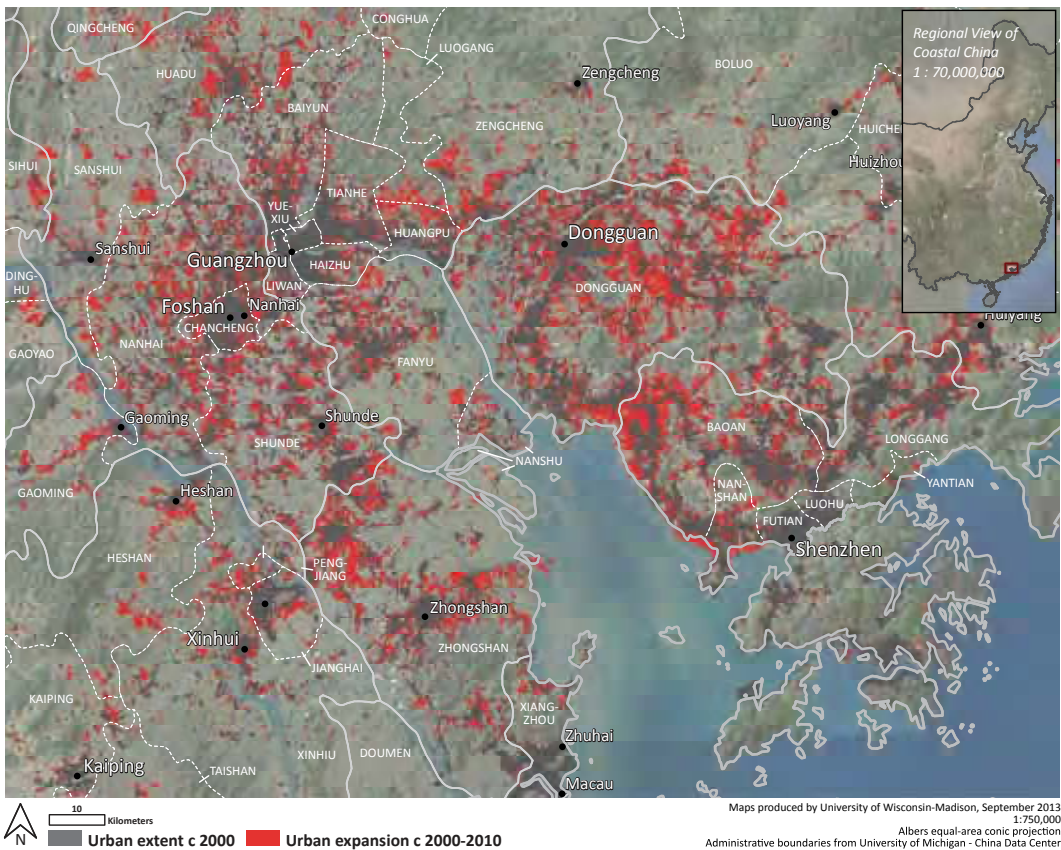 QINGCHENG
CONGHUA
LUOGANG
HUADU
Zengcheng
BOLUO
Regional View of
Coastal China
1 : 70,000,000
BAIYUN
Luoyang
ZENGCHENG
SIHUI
SANSHUI
TIANHE
YUE-
XIU
HUANGPU
Dongguan
Sanshui
Guangzhou
HAIZHU
DING-
HU
LIWAN
DONGGUAN
Foshan
Nanhai
CHANCHENG
NANHAI
GAOYAO
FANYU
Huiyang
Gaoming
Shunde
SHUNDE
BAOAN
LONGGANG
NANSHU
YANTIAN
GAOMING
Heshan
NAN-
SHAN
LUOHU
FUTIAN
Shenzhen
HESHAN
PENG-
JIANG
Zhongshan
Xinhui
ZHONGSHAN
JIANGHAI
KAIPING
XIANG-
ZHOU
Zhuhai
XINHIU
DOUMEN
Kaiping
TAISHAN
Macau
N
10
Kilometers
Urban extent c 2000
Urban expansion c 2000-2010
Maps produced by University of Wisconsin-Madison, September 2013
1:750,000
Albers equal-area conic projection
Administrative boundaries from University of Michigan - China Data Center